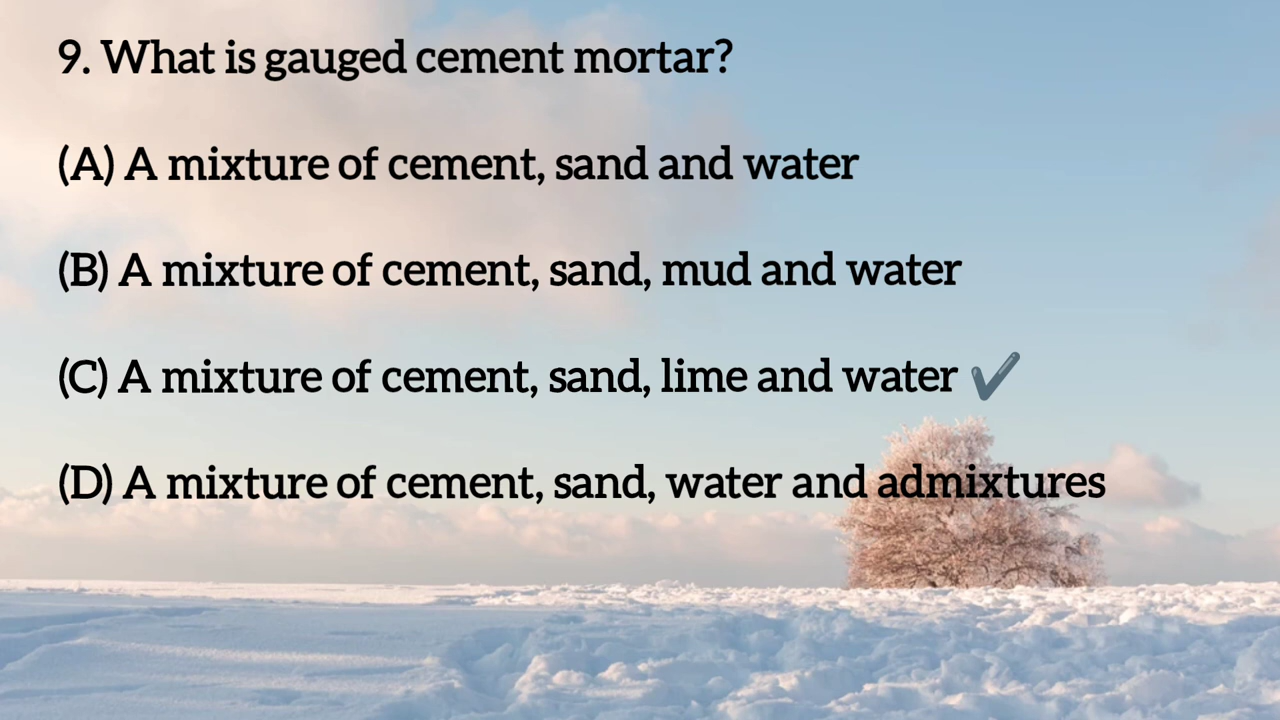 9. What is gauged cement mortar?
(A) A mixture of cement, sand and water
(B) A mixture of cement, sand, mud and water
(C) A mixture of cement, sand, lime and water ✔
(D) A mixture of cement, sand, water and admixtures